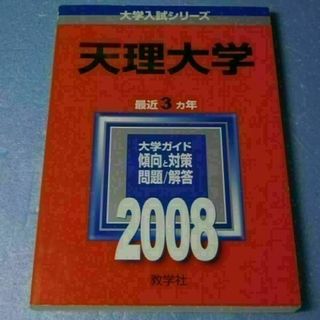 大学入試シリーズ
天理大学
最近3ヵ年
大学ガイド
傾向と対策
問題/解答
2008
教学社